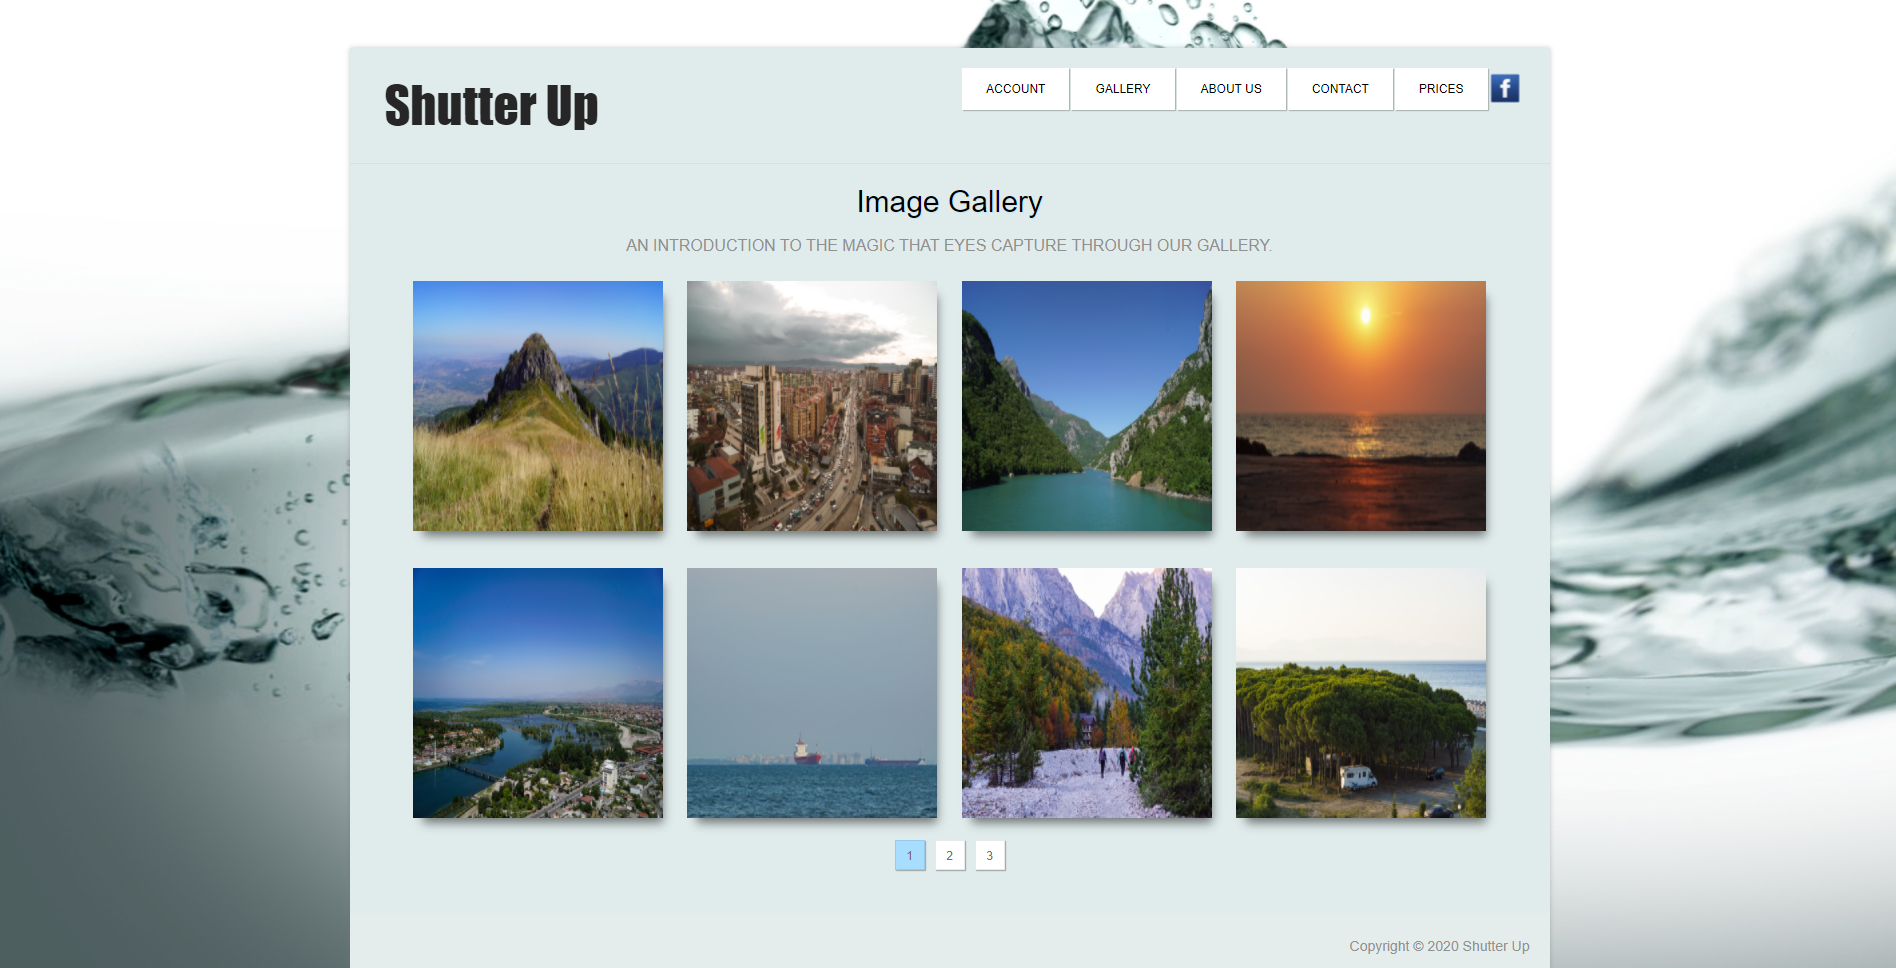 Shutter Up
ACCOUNT GALLERY ABOUT US CONTACT PRICES f
Image Gallery
AN INTRODUCTION TO THE MAGIC THAT EYES CAPTURE THROUGH OUR GALLERY.
1 2 3
Copyright © 2020 Shutter Up